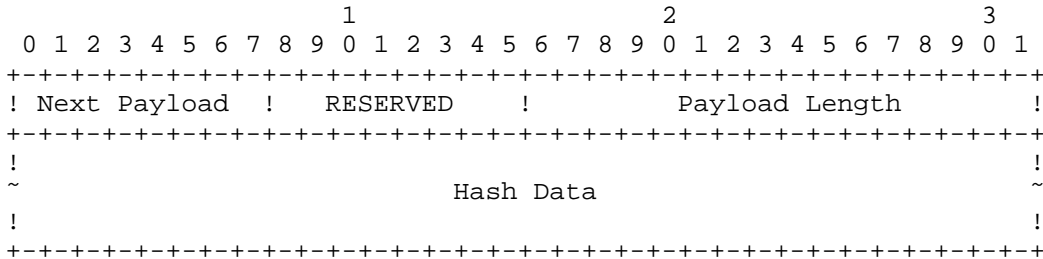 1                   2                   3
 0 1 2 3 4 5 6 7 8 9 0 1 2 3 4 5 6 7 8 9 0 1 2 3 4 5 6 7 8 9 0 1
+-+-+-+-+-+-+-+-+-+-+-+-+-+-+-+-+-+-+-+-+-+-+-+-+-+-+-+-+-+-+-+-+
! Next Payload  !   RESERVED    !         Payload Length        !
+-+-+-+-+-+-+-+-+-+-+-+-+-+-+-+-+-+-+-+-+-+-+-+-+-+-+-+-+-+-+-+-+
!                                                               !
~                           Hash Data                           ~
!                                                               !
+-+-+-+-+-+-+-+-+-+-+-+-+-+-+-+-+-+-+-+-+-+-+-+-+-+-+-+-+-+-+-+-+